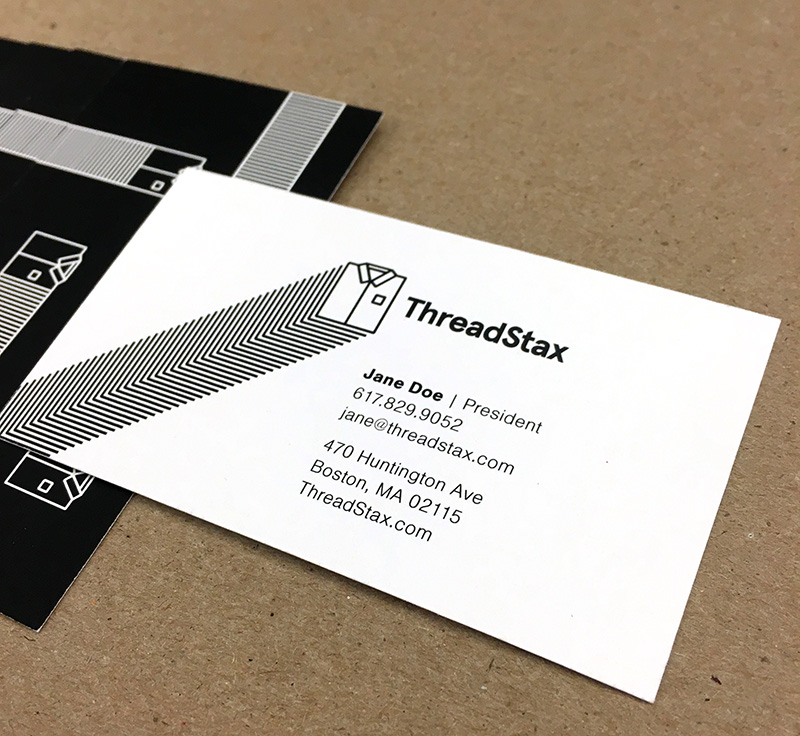 ThreadStax
Jane Doe | President
617.829.9052
jane@threadstax.com
470 Huntington Ave
Boston, MA 02115
ThreadStax.com